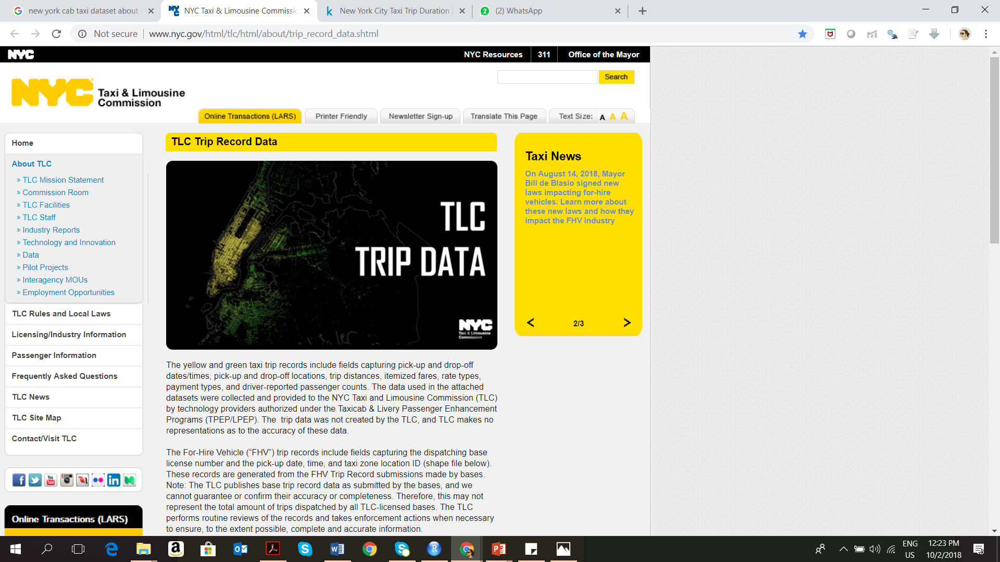 new york cab taxi dataset about
NYC Taxi & Limousine Commissic
New York City Taxi Trip Duration
(2) WhatsApp
Not secure
www.nyc.gov/html/tlc/html/about/trip_record_data.shtml
NYC
NYC Resources
311
Office of the Mayor
Search
NYC Taxi & Limousine
Commission
Online Transactions (LARS)
Printer Friendly
Newsletter Sign-up
Translate This Page
Text Size: A A A
Home
About TLC
» TLC Mission Statement
» Commission Room
» TLC Facilities
» TLC Staff
» Industry Reports
» Technology and Innovation
» Data
» Pilot Projects
» Interagency MOUs
» Employment Opportunities
TLC Rules and Local Laws
Licensing/Industry Information
Passenger Information
Frequently Asked Questions
TLC News
TLC Site Map
Contact/Visit TLC
Online Transactions (LARS)
TLC Trip Record Data
TLC
TRIP DATA
NYC
Taxi & Limousine
Commission
The yellow and green taxi trip records include fields capturing pick-up and drop-off
dates/times, pick-up and drop-off locations, trip distances, itemized fares, rate types,
payment types, and driver-reported passenger counts. The data used in the attached
datasets were collected and provided to the NYC Taxi and Limousine Commission (TLC)
by technology providers authorized under the Taxicab & Livery Passenger Enhancement
Programs (TPEP/LPEP). The  trip data was not created by the TLC, and TLC makes no
representations as to the accuracy of these data.
The For-Hire Vehicle (“FHV”) trip records include fields capturing the dispatching base
license number and the pick-up date, time, and taxi zone location ID (shape file below).
These records are generated from the FHV Trip Record submissions made by bases.
Note: The TLC publishes base trip record data as submitted by the bases, and we
cannot guarantee or confirm their accuracy or completeness. Therefore, this may not
represent the total amount of trips dispatched by all TLC-licensed bases. The TLC
performs routine reviews of the records and takes enforcement actions when necessary
to ensure, to the extent possible, complete and accurate information.
Taxi News
On August 14, 2018, Mayor
Bill de Blasio signed new
laws impacting for-hire
vehicles. Learn more about
these new laws and how they
impact the FHV industry
< 2/3 >
ENG
US
12:23 PM
10/2/2018